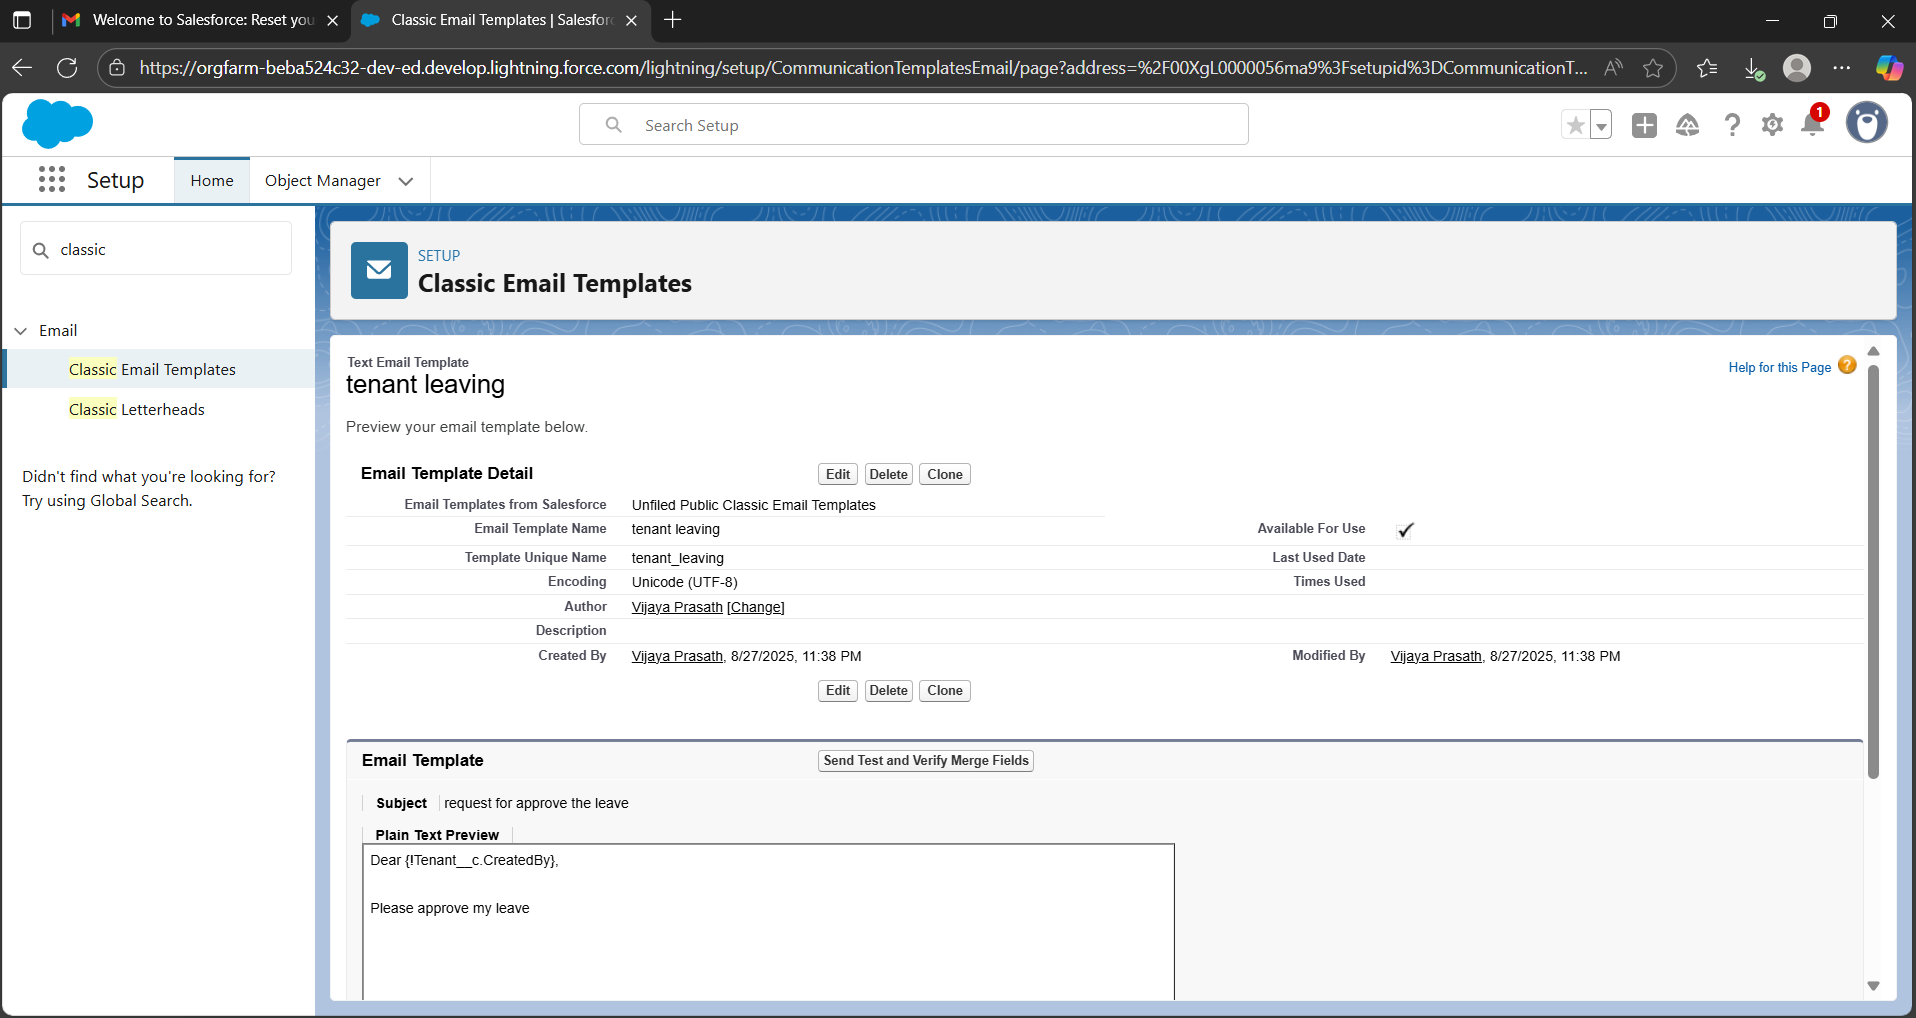 Welcome to Salesforce: Reset you
Classic Email Templates | Salesforc
https://orgfarm-beba524c32-dev-ed.develop.lightning.force.com/lightning/setup/CommunicationTemplatesEmail/page?address=%2F00XgL0000056ma9%3Fsetupid%3DCommunicationT...
Search Setup
1
Setup
Home
Object Manager
classic
Email
Classic Email Templates
Classic Letterheads
Didn't find what you're looking for?
Try using Global Search.
SETUP
Classic Email Templates
Text Email Template
tenant leaving
Help for this Page
Preview your email template below.
Email Template Detail
Edit Delete Clone
Email Templates from Salesforce Unfiled Public Classic Email Templates
Email Template Name tenant leaving Available For Use
Template Unique Name tenant_leaving Last Used Date
Encoding Unicode (UTF-8) Times Used
Author Vijaya Prasath [Change]
Description
Created By Vijaya Prasath, 8/27/2025, 11:38 PM Modified By Vijaya Prasath, 8/27/2025, 11:38 PM
Edit Delete Clone
Email Template Send Test and Verify Merge Fields
Subject request for approve the leave
Plain Text Preview
Dear {!Tenant__c.CreatedBy},
Please approve my leave